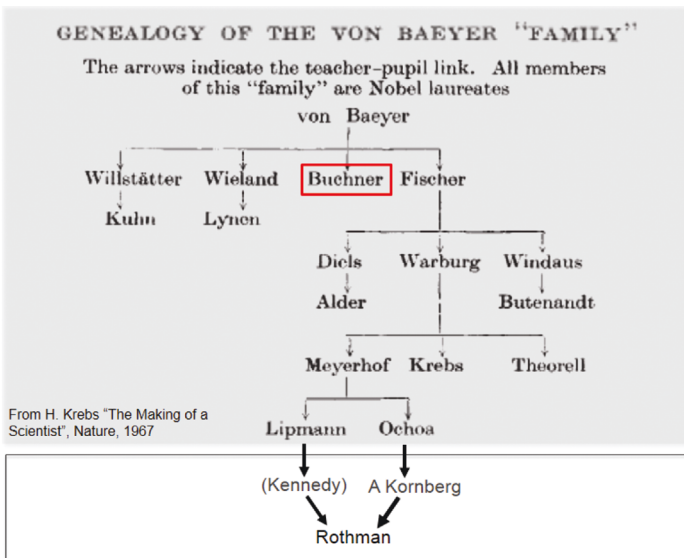 GENEALOGY OF THE VON BAEYER "FAMILY"
The arrows indicate the teacher-pupil link. All members
of this "family" are Nobel laureates
von Baeyer
Willstätter Wieland Buchner Fischer
Kuhn Lynen
Diels Warburg Windaus
Alder Butenandt
Meyerhof Krebs Theorell
From H. Krebs "The Making of a
Scientist", Nature, 1967
Lipmann Ochoa
(Kennedy) A Kornberg
Rothman